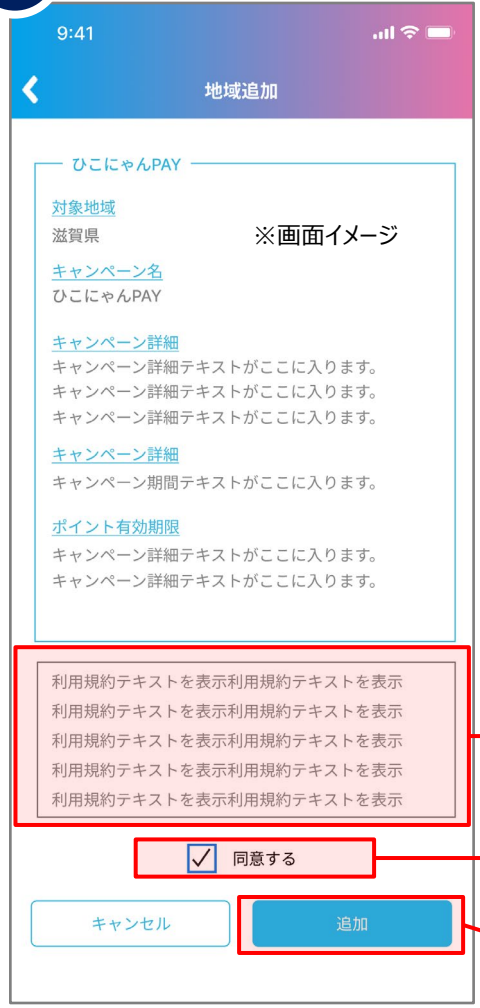 9:41
地域追加
ひこにゃんPAY
対象地域
滋賀県
※画面イメージ
キャンペーン名
ひこにゃんPAY
キャンペーン詳細
キャンペーン詳細テキストがここに入ります。
キャンペーン詳細テキストがここに入ります。
キャンペーン詳細テキストがここに入ります。
キャンペーン詳細
キャンペーン期間テキストがここに入ります。
ポイント有効期限
キャンペーン詳細テキストがここに入ります。
キャンペーン詳細テキストがここに入ります。
利用規約テキストを表示利用規約テキストを表示
利用規約テキストを表示利用規約テキストを表示
利用規約テキストを表示利用規約テキストを表示
利用規約テキストを表示利用規約テキストを表示
利用規約テキストを表示利用規約テキストを表示
同意する
キャンセル
追加